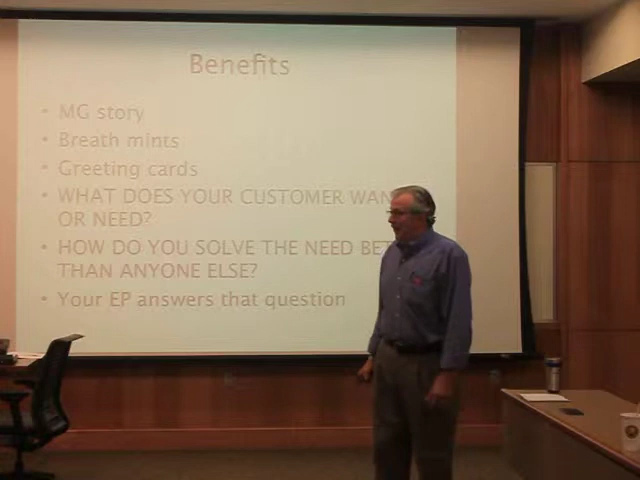 Benefits
• MG story
• Breath mints
• Greeting cards
• WHAT DOES YOUR CUSTOMER WAN
OR NEED?
• HOW DO YOU SOLVE THE NEED BET
THAN ANYONE ELSE?
• Your EP answers that question